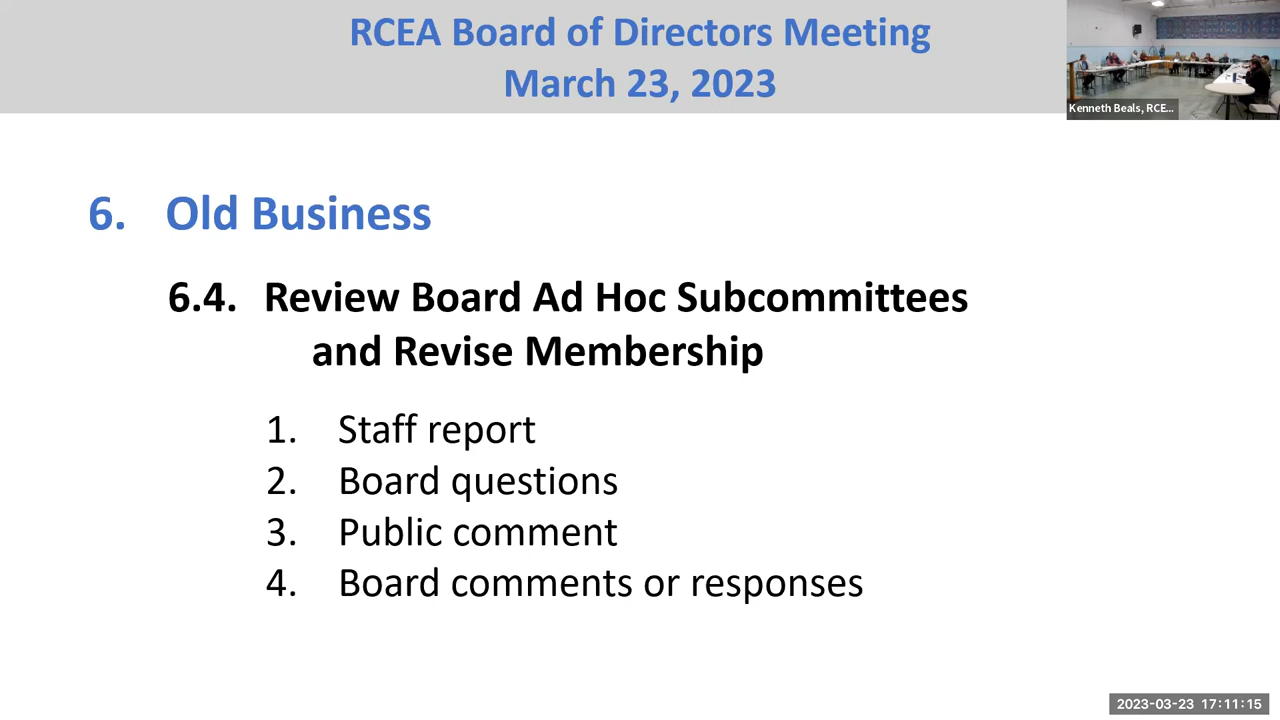 RCEA Board of Directors Meeting
March 23, 2023
Kenneth Beals, RCE...
6. Old Business
6.4. Review Board Ad Hoc Subcommittees
and Revise Membership
1. Staff report
2. Board questions
3. Public comment
4. Board comments or responses
2023-03-23 17:11:15